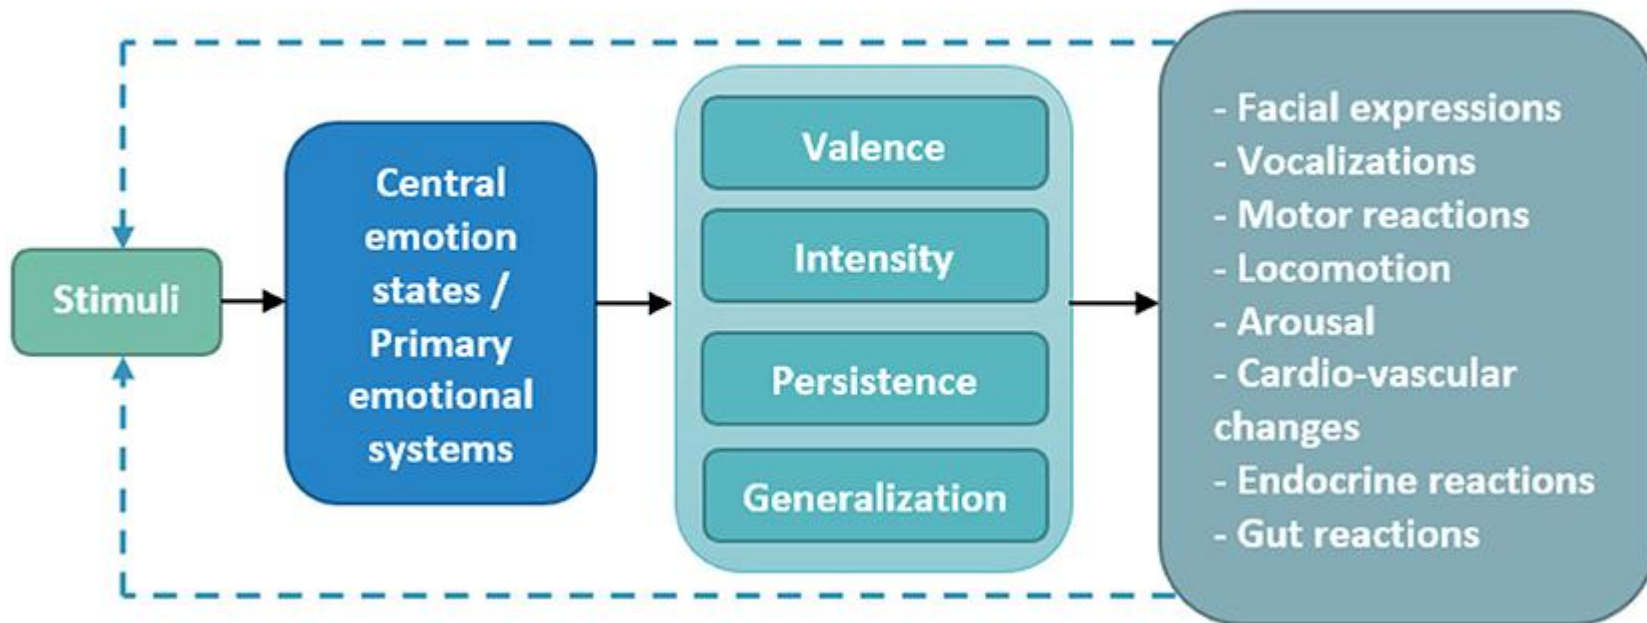 Stimuli
Central
emotion
states /
Primary
emotional
systems
Valence
Intensity
Persistence
Generalization
- Facial expressions
- Vocalizations
- Motor reactions
- Locomotion
- Arousal
- Cardio-vascular
changes
- Endocrine reactions
- Gut reactions